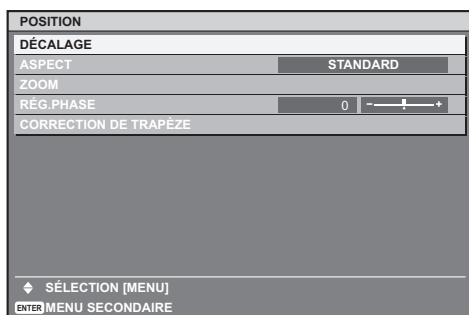 POSITION
DÉCALAGE
ASPECT STANDARD
ZOOM
RÉG.PHASE 0 - +
CORRECTION DE TRAPÈZE
SÉLECTION [MENU]
ENTER MENU SECONDAIRE